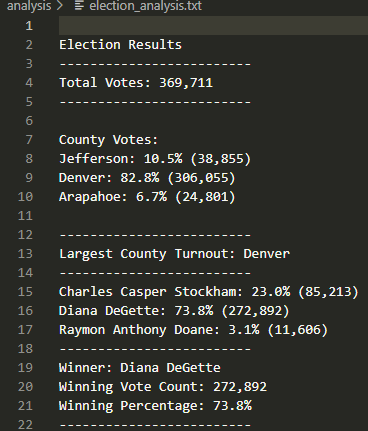 analysis > election_analysis.txt
1
2 Election Results
3 -------------------------
4 Total Votes: 369,711
5 -------------------------
6
7 County Votes:
8 Jefferson: 10.5% (38,855)
9 Denver: 82.8% (306,055)
10 Arapahoe: 6.7% (24,801)
11
12 -------------------------
13 Largest County Turnout: Denver
14 -------------------------
15 Charles Casper Stockham: 23.0% (85,213)
16 Diana DeGette: 73.8% (272,892)
17 Raymon Anthony Doane: 3.1% (11,606)
18 -------------------------
19 Winner: Diana DeGette
20 Winning Vote Count: 272,892
21 Winning Percentage: 73.8%
22 -------------------------